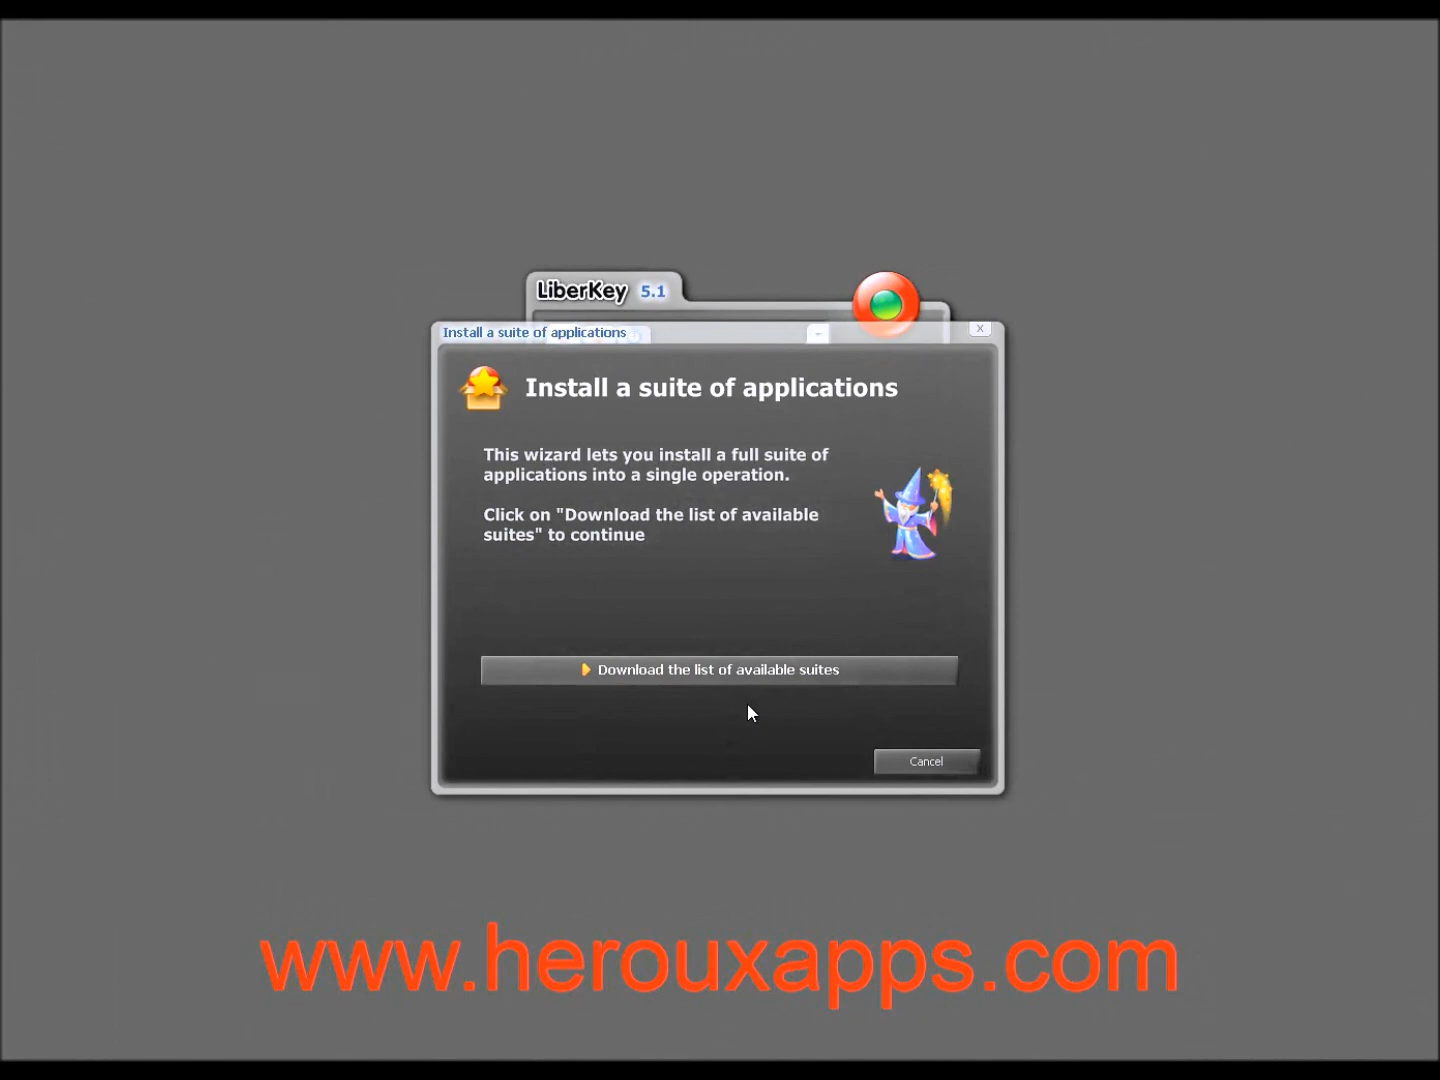 LiberKey 5.1
Install a suite of applications
X
Install a suite of applications
This wizard lets you install a full suite of
applications into a single operation.
Click on "Download the list of available
suites" to continue
Download the list of available suites
Cancel
www.herouxapps.com